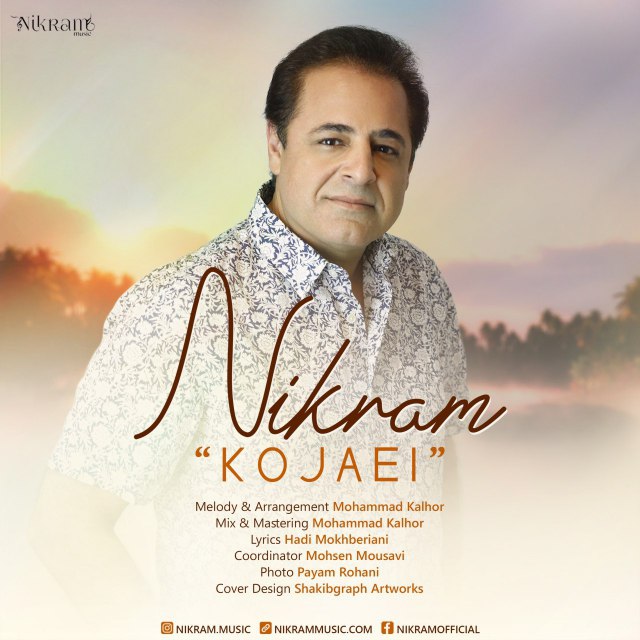 Nikram
music
Nikram
“KOJAEI”
Melody & Arrangement Mohammad Kalhor
Mix & Mastering Mohammad Kalhor
Lyrics Hadi Mokhberiani
Coordinator Mohsen Mousavi
Photo Payam Rohani
Cover Design Shakibgraph Artworks
NIKRAM.MUSIC NIKRAMMUSIC.COM NIKRAMOFFICIAL